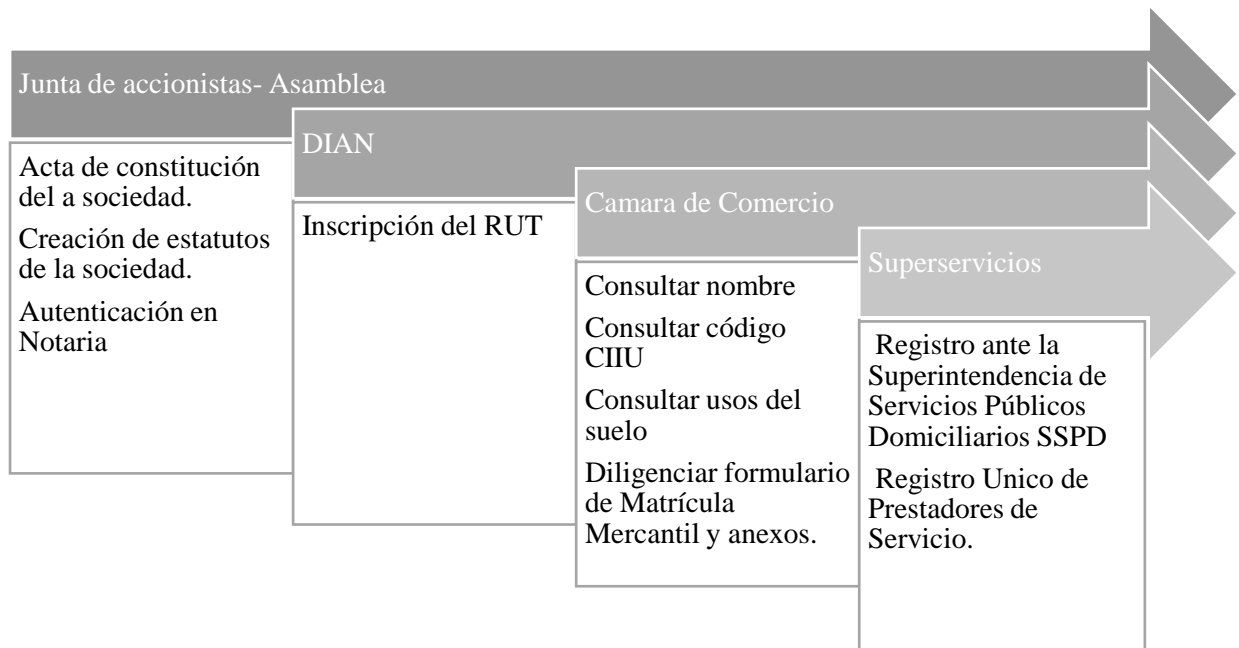 Junta de accionistas- Asamblea
Acta de constitución
del a sociedad.
Creación de estatutos
de la sociedad.
Autenticación en
Notaria
DIAN
Inscripción del RUT
Camara de Comercio
Consultar nombre
Consultar código
CIIU
Consultar usos del
suelo
Diligenciar formulario
de Matrícula
Mercantil y anexos.
Superservicios
Registro ante la
Superintendencia de
Servicios Públicos
Domiciliarios SSPD
Registro Unico de
Prestadores de
Servicio.